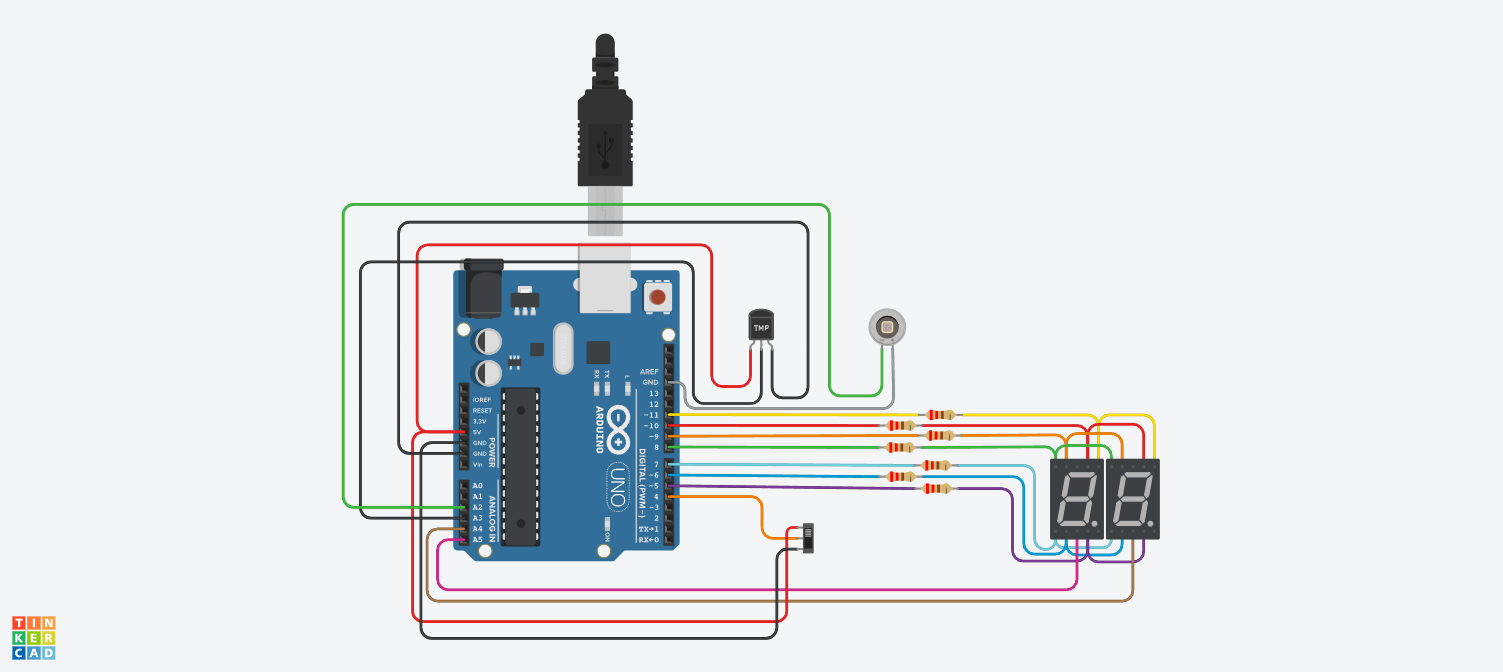 TMP
AREF
GND
13
12
~11
~10
~9
8
7
~6
~5
4
~3
2
TX→1
RX←0
DIGITAL (PWM~)
IOREF
RESET
3.3V
5V
GND
GND
Vin
POWER
A0
A1
A2
A3
A4
A5
ANALOG IN
RX
TX
L
ARDUINO
UNO
ON
TIN
KER
CAD